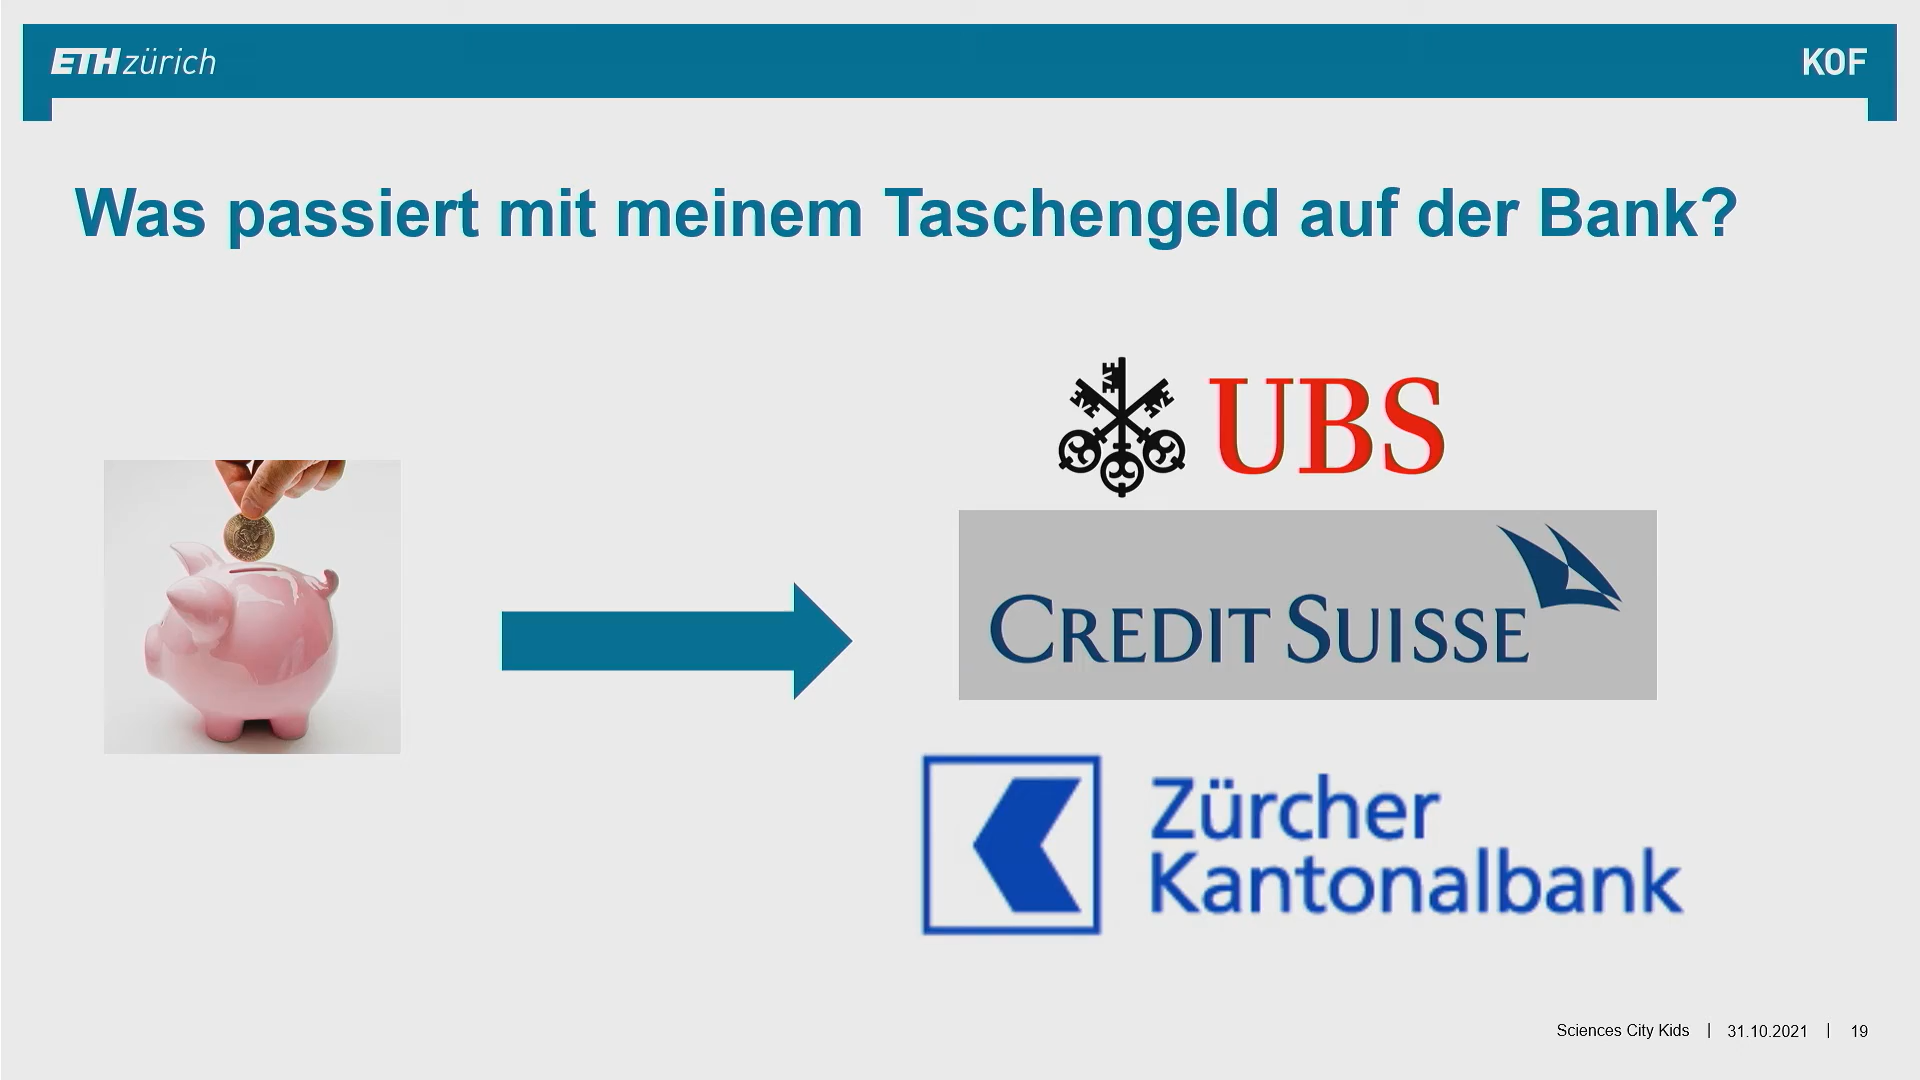 ETH zürich
KOF
Was passiert mit meinem Taschengeld auf der Bank?
UBS
CREDIT SUISSE
Zürcher
Kantonalbank
Sciences City Kids | 31.10.2021 | 19